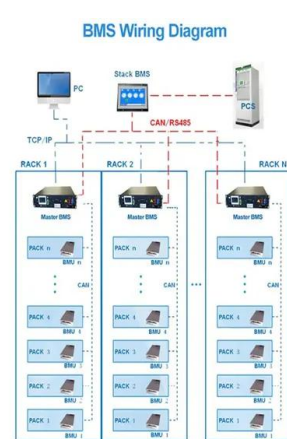 BMS Wiring Diagram
Stack BMS
PC
PCS
CAN/RS485
TCP/IP
RACK 1
RACK 2
RACK N
Master BMS
Master BMS
Master BMS
PACK n
PACK n
PACK n
BMU n
BMU n
BMU n
CAN
CAN
CAN
PACK 4
PACK 4
PACK 4
BMU 4
BMU 4
BMU 4
PACK 3
PACK 3
PACK 3
BMU 3
BMU 3
BMU 3
PACK 2
PACK 2
PACK 2
BMU 2
BMU 2
BMU 2
PACK 1
PACK 1
PACK 1
BMU 1
BMU 1
BMU 1